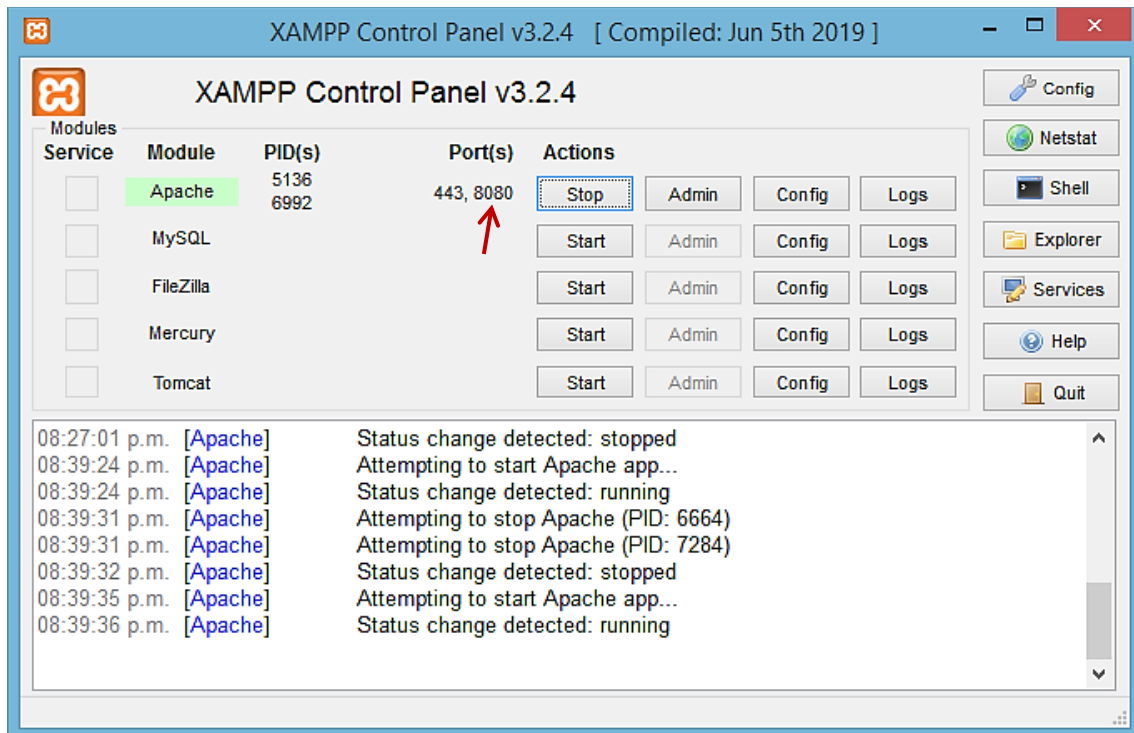 XAMPP Control Panel v3.2.4 [ Compiled: Jun 5th 2019 ]
XAMPP Control Panel v3.2.4
Config
Modules
Netstat
Service Module PID(s) Port(s) Actions
Apache 5136 443, 8080 Stop Admin Config Logs
6992
Shell
MySQL Start Admin Config Logs
Explorer
FileZilla Start Admin Config Logs
Services
Mercury Start Admin Config Logs
Help
Tomcat Start Admin Config Logs
Quit
08:27:01 p.m. [Apache] Status change detected: stopped
08:39:24 p.m. [Apache] Attempting to start Apache app...
08:39:24 p.m. [Apache] Status change detected: running
08:39:31 p.m. [Apache] Attempting to stop Apache (PID: 6664)
08:39:31 p.m. [Apache] Attempting to stop Apache (PID: 7284)
08:39:32 p.m. [Apache] Status change detected: stopped
08:39:35 p.m. [Apache] Attempting to start Apache app...
08:39:36 p.m. [Apache] Status change detected: running